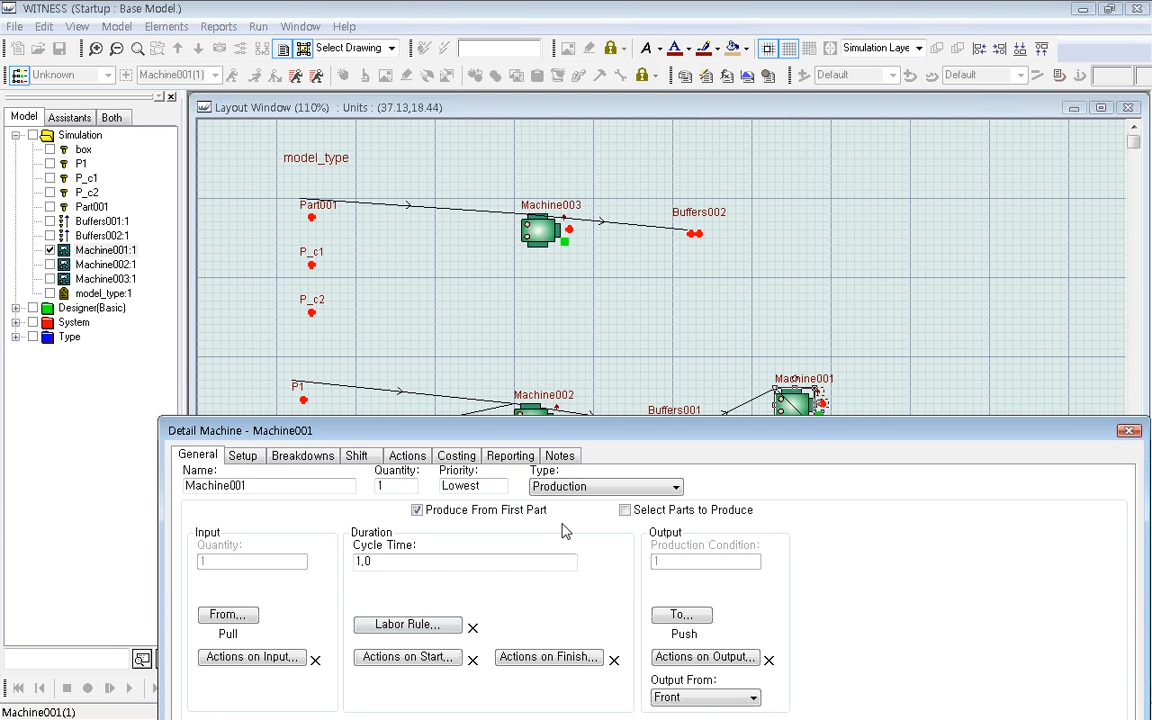 WITNESS (Startup : Base Model.)
File Edit View Model Elements Reports Run Window Help
Select Drawing Simulation Laye
Unknown Machine001(1) Default Default
Model Assistants Both
Layout Window (110%) : Units : (37.13,18.44)
Simulation
box
P1
P_c1
P_c2
Part001
Buffers001:1
Buffers002:1
Machine001:1
Machine002:1
Machine003:1
model_type:1
Designer(Basic)
System
Type
model_type
Part001
Machine003
Buffers002
P_c1
P_c2
P1
Machine002
Buffers001
Machine001
Detail Machine - Machine001
General Setup Breakdowns Shift Actions Costing Reporting Notes
Name: Quantity: Priority: Type:
Machine001 1 Lowest Production
Produce From First Part Select Parts to Produce
Input Duration Output
Quantity: Cycle Time: Production Condition:
1 1.0 1
From... To...
Pull Labor Rule... Push
Actions on Input... Actions on Start... Actions on Finish... Actions on Output...
Output From:
Front
Machine001(1)